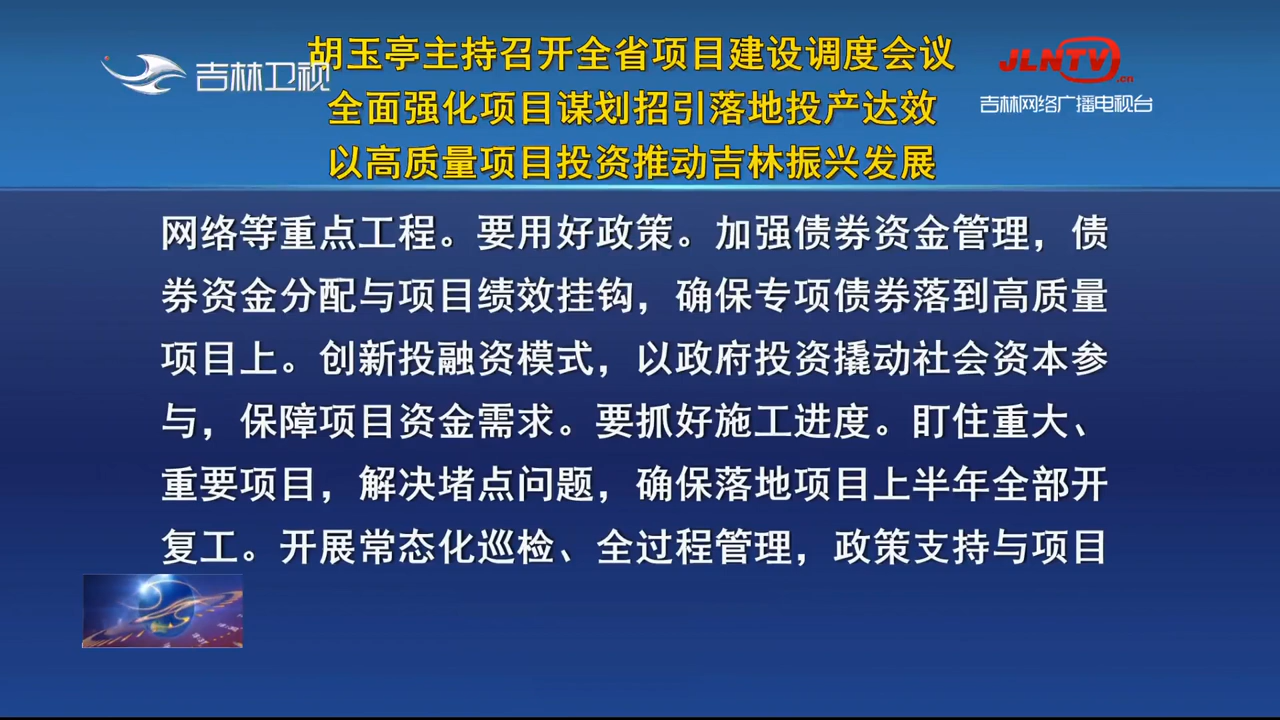 胡玉亭主持召开全省项目建设调度会议
吉林卫视
JLNTV.cn
吉林网络广播电视台
全面强化项目谋划招引落地投产达效
以高质量项目投资推动吉林振兴发展
网络等重点工程。要用好政策。加强债券资金管理，债
券资金分配与项目绩效挂钩，确保专项债券落到高质量
项目上。创新投融资模式，以政府投资撬动社会资本参
与，保障项目资金需求。要抓好施工进度。盯住重大、
重要项目，解决堵点问题，确保落地项目上半年全部开
复工。开展常态化巡检、全过程管理，政策支持与项目